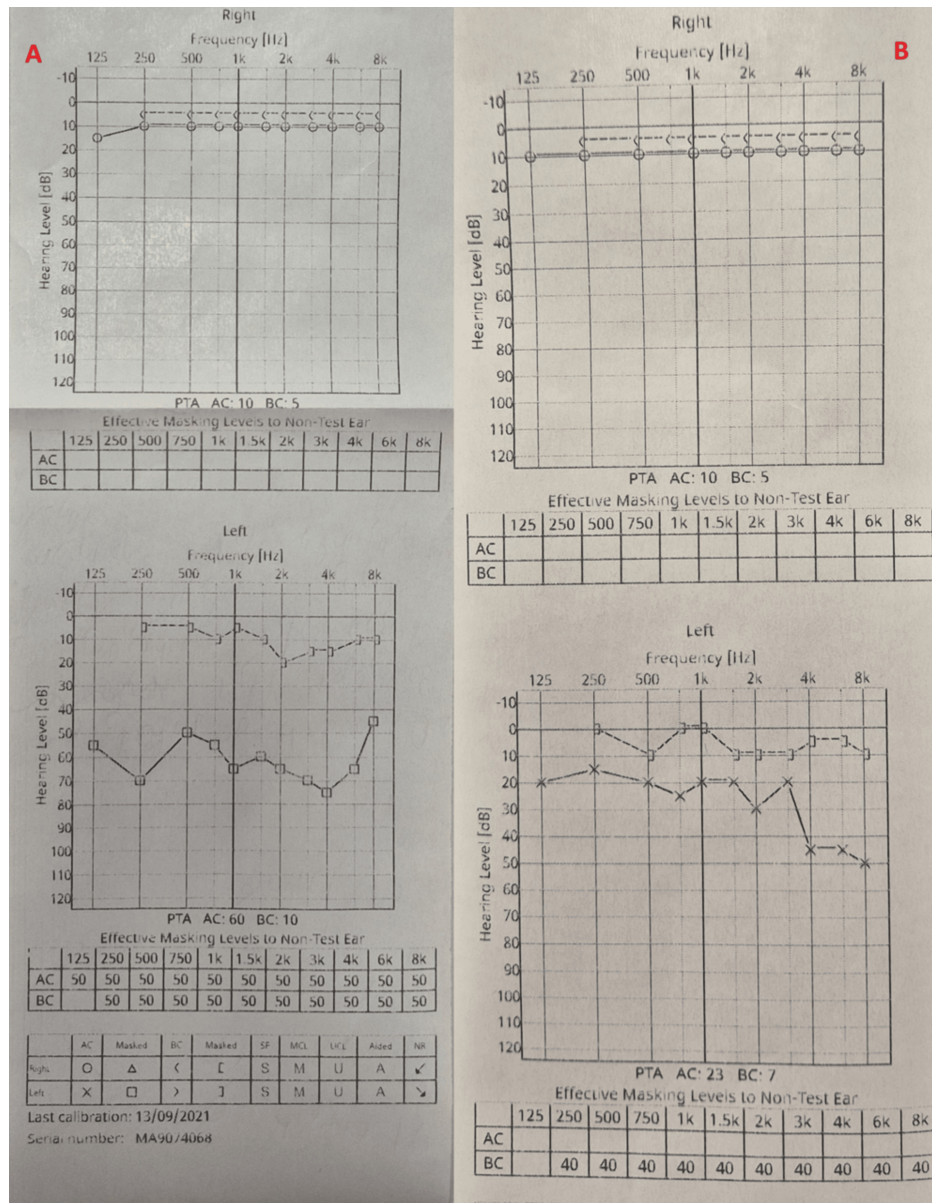 A
Right
Frequency [Hz]
125 250 500 1k 2k 4k 8k
Hearing Level [dB]
-10
0
10
20
30
40
50
60
70
80
90
100
110
120
PTA AC: 10 BC: 5
Effective Masking Levels to Non-Test Ear
125 250 500 750 1k 1.5k 2k 3k 4k 6k 8k
AC
BC
Left
Frequency [Hz]
125 250 500 1k 2k 4k 8k
Hearing Level [dB]
-10
0
10
20
30
40
50
60
70
80
90
100
110
120
PTA AC: 60 BC: 10
Effective Masking Levels to Non-Test Ear
125 250 500 750 1k 1.5k 2k 3k 4k 6k 8k
AC 50 50 50 50 50 50 50 50 50 50 50
BC 50 50 50 50 50 50 50 50 50 50
AC Masked BC Masked SF MCL UCL Aided NR
Right O Δ < [ S M U A ↙
Left X □ > ] S M U A ↘
Last calibration: 13/09/2021
Serial number: MA9074068
B
Right
Frequency [Hz]
125 250 500 1k 2k 4k 8k
Hearing Level [dB]
-10
0
10
20
30
40
50
60
70
80
90
100
110
120
PTA AC: 10 BC: 5
Effective Masking Levels to Non-Test Ear
125 250 500 750 1k 1.5k 2k 3k 4k 6k 8k
AC
BC
Left
Frequency [Hz]
125 250 500 1k 2k 4k 8k
Hearing Level [dB]
-10
0
10
20
30
40
50
60
70
80
90
100
110
120
PTA AC: 23 BC: 7
Effective Masking Levels to Non-Test Ear
125 250 500 750 1k 1.5k 2k 3k 4k 6k 8k
AC
BC 40 40 40 40 40 40 40 40 40 40